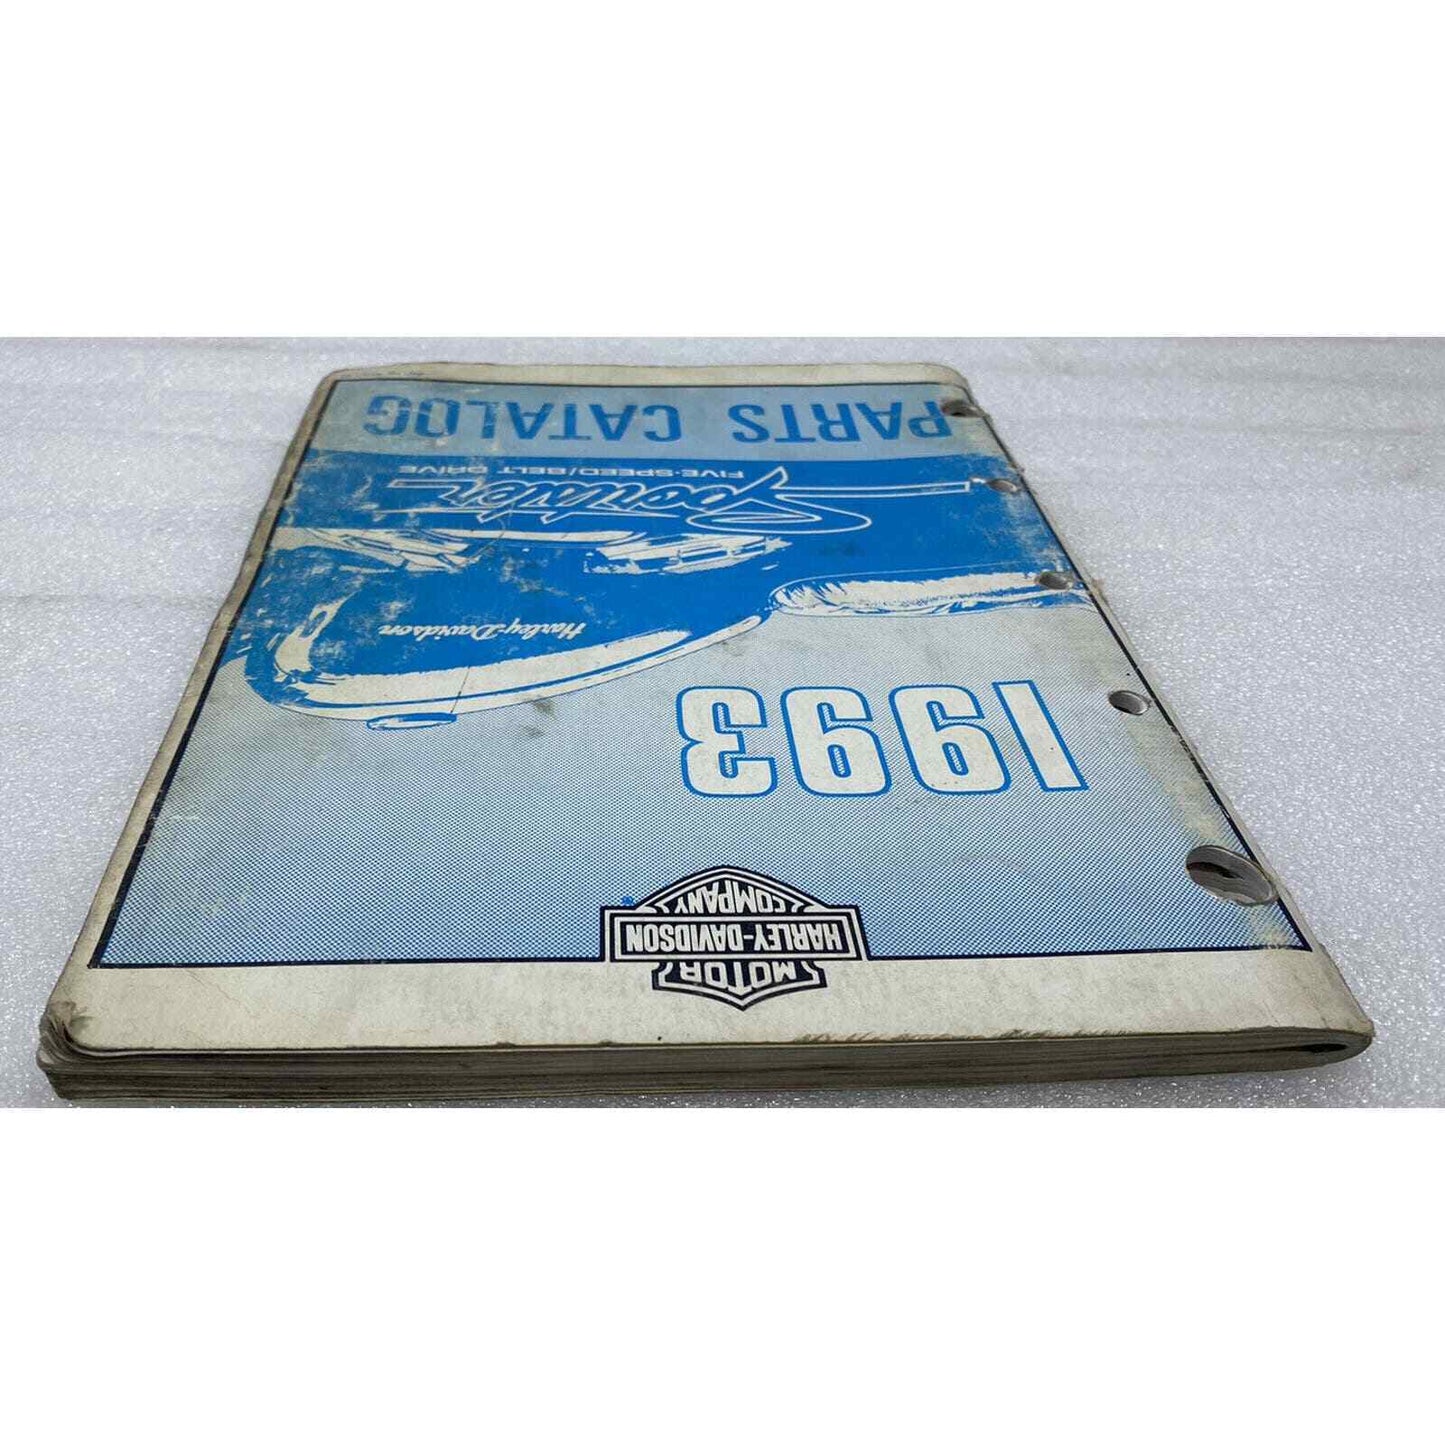 HARLEY-DAVIDSON
MOTOR
COMPANY
1993
Harley-Davidson
Sportster
FIVE-SPEED/BELT DRIVE
PARTS CATALOG